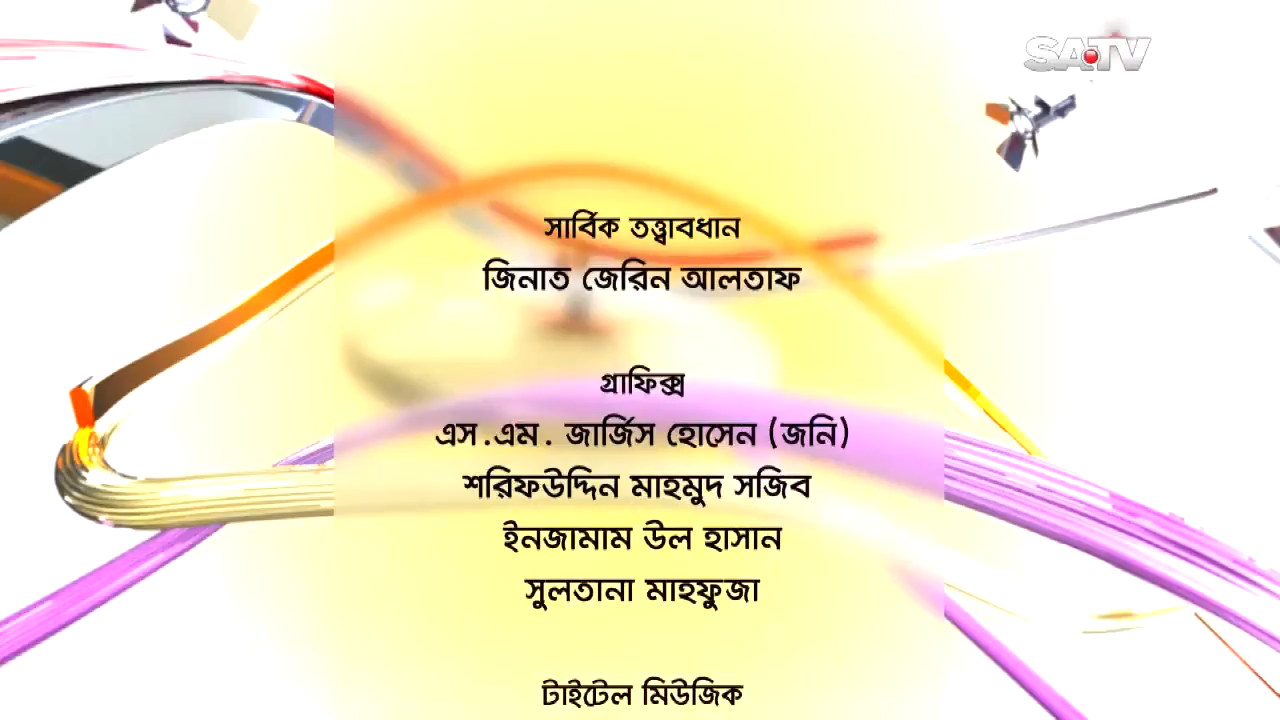 SATV
সার্বিক তত্ত্বাবধান
জিনাত জেরিন আলতাফ
গ্রাফিক্স
এস.এম. জার্জিস হোসেন (জনি)
শরিফউদ্দিন মাহমুদ সজিব
ইনজামাম উল হাসান
সুলতানা মাহফুজা
টাইটেল মিউজিক